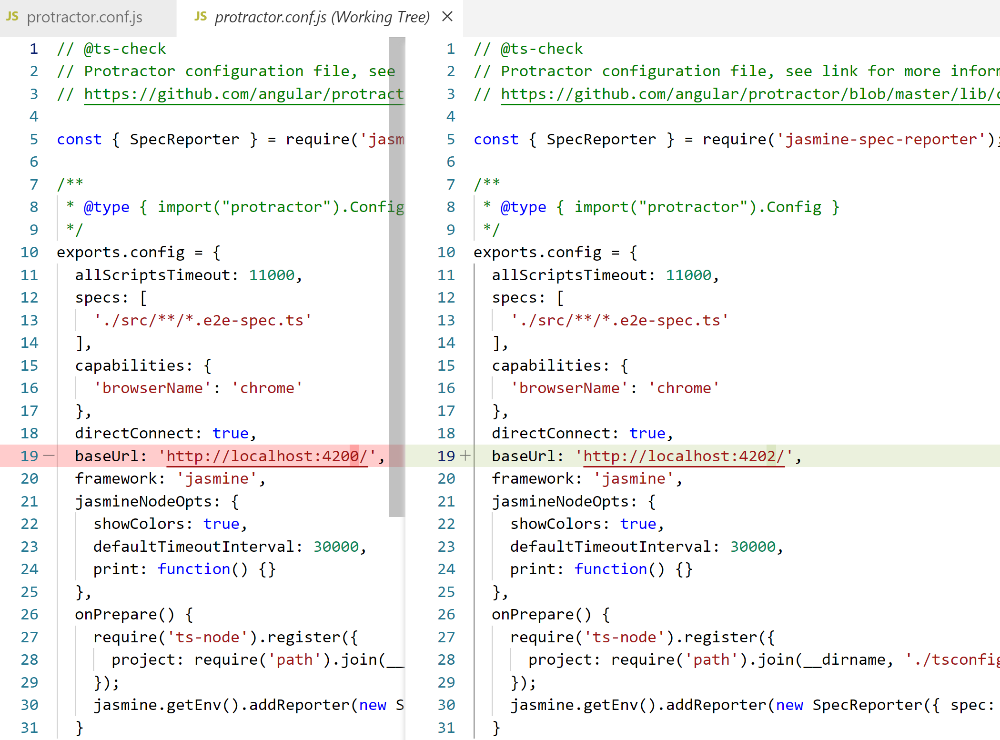 JS protractor.conf.js
JS protractor.conf.js (Working Tree) ×
1 // @ts-check
2 // Protractor configuration file, see
3 // https://github.com/angular/protract
4
5 const { SpecReporter } = require('jasm
6
7 /**
8 * @type { import("protractor").Config
9 */
10 exports.config = {
11 allScriptsTimeout: 11000,
12 specs: [
13 './src/**/*.e2e-spec.ts'
14 ],
15 capabilities: {
16 'browserName': 'chrome'
17 },
18 directConnect: true,
19 − baseUrl: 'http://localhost:4200/',
20 framework: 'jasmine',
21 jasmineNodeOpts: {
22 showColors: true,
23 defaultTimeoutInterval: 30000,
24 print: function() {}
25 },
26 onPrepare() {
27 require('ts-node').register({
28 project: require('path').join(__
29 });
30 jasmine.getEnv().addReporter(new S
31 }
1 // @ts-check
2 // Protractor configuration file, see link for more inform
3 // https://github.com/angular/protractor/blob/master/lib/c
4
5 const { SpecReporter } = require('jasmine-spec-reporter');
6
7 /**
8 * @type { import("protractor").Config }
9 */
10 exports.config = {
11 allScriptsTimeout: 11000,
12 specs: [
13 './src/**/*.e2e-spec.ts'
14 ],
15 capabilities: {
16 'browserName': 'chrome'
17 },
18 directConnect: true,
19 + baseUrl: 'http://localhost:4202/',
20 framework: 'jasmine',
21 jasmineNodeOpts: {
22 showColors: true,
23 defaultTimeoutInterval: 30000,
24 print: function() {}
25 },
26 onPrepare() {
27 require('ts-node').register({
28 project: require('path').join(__dirname, './tsconfig
29 });
30 jasmine.getEnv().addReporter(new SpecReporter({ spec:
31 }